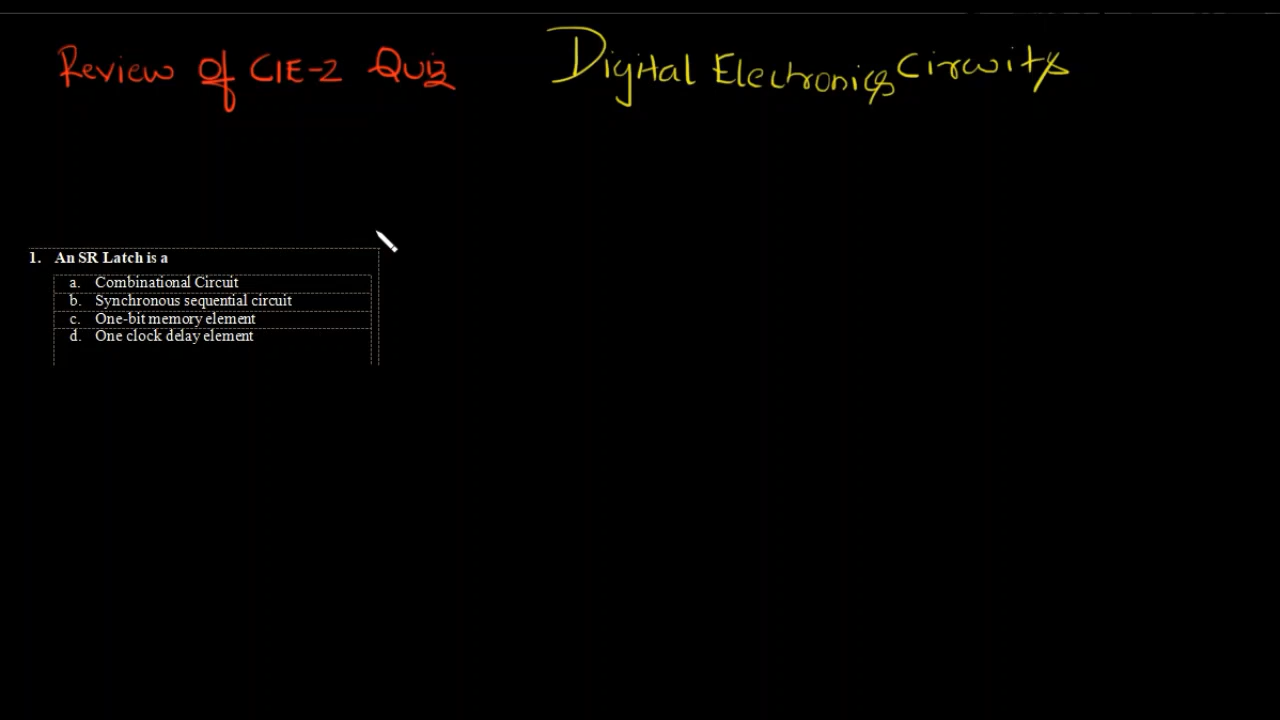 Review Of CIE-2 Quiz Digital Electronics Circuits
1. An SR Latch is a
a. Combinational Circuit
b. Synchronous sequential circuit
c. One-bit memory element
d. One clock delay element